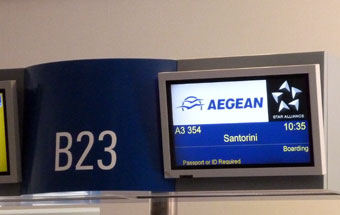 B23
AEGEAN
STAR ALLIANCE
A3 354 10:35
Santorini
Boarding
Passport or ID Required